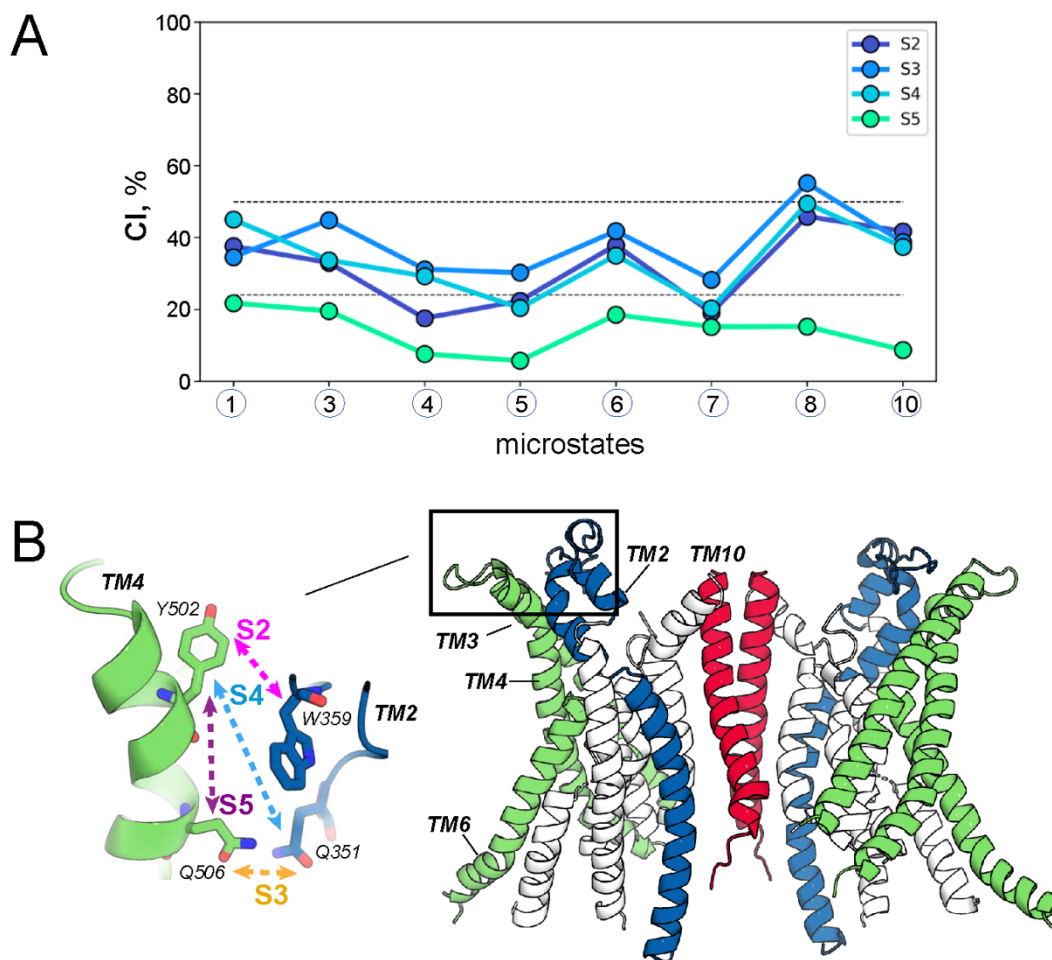 A
100
80
60
40
20
0
CI, %
S2
S3
S4
S5
1 3 4 5 6 7 8 10
microstates
B
TM4
Y502
S2
S4
W359
TM2
S5
Q351
Q506
S3
TM2
TM10
TM3
TM4
TM6